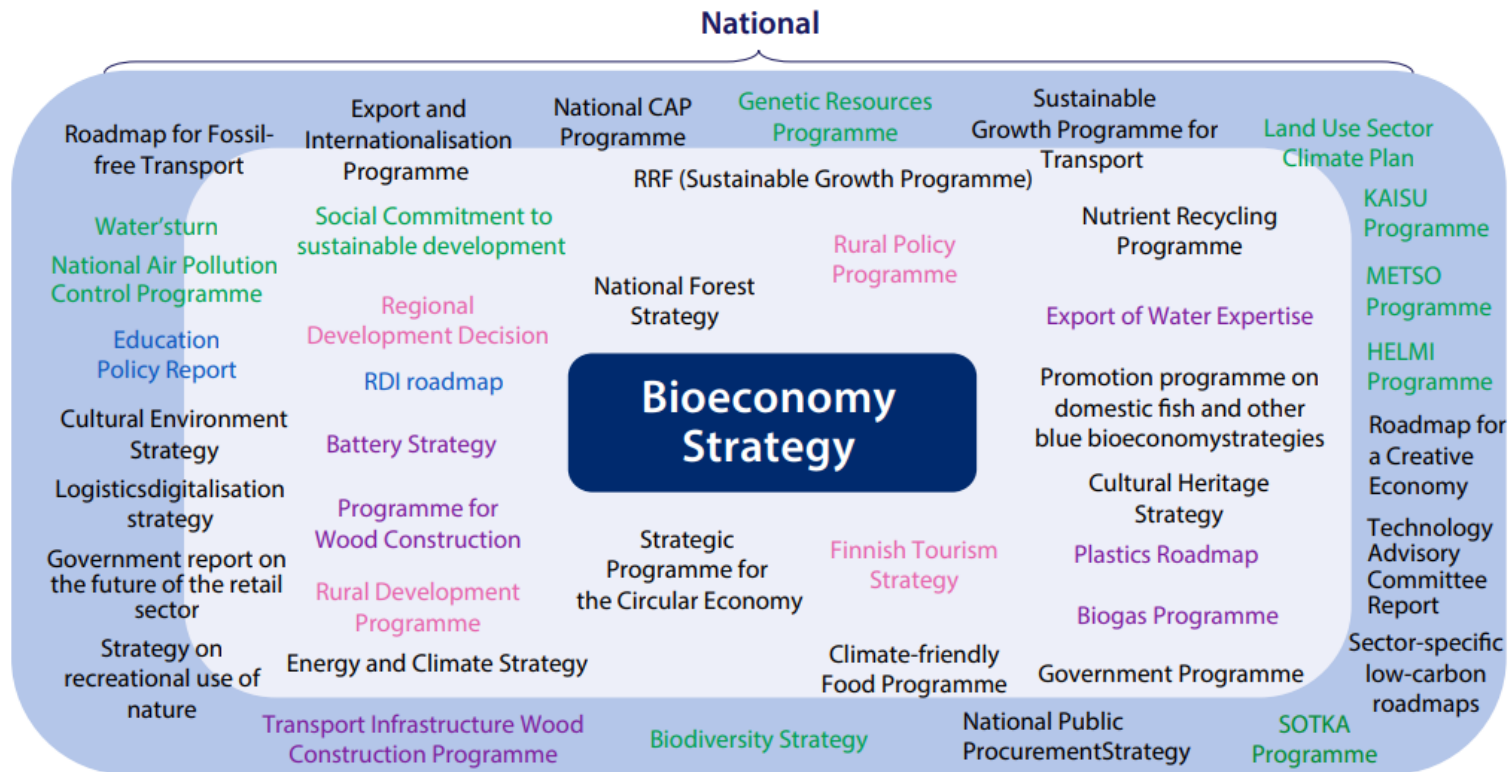 National
Roadmap for Fossil-
free Transport
Export and
Internationalisation
Programme
National CAP
Programme
Genetic Resources
Programme
Sustainable
Growth Programme for
Transport
Land Use Sector
Climate Plan
RRF (Sustainable Growth Programme)
Water'sturn
National Air Pollution
Control Programme
Education
Policy Report
Cultural Environment
Strategy
Logisticsdigitalisation
strategy
Government report on
the future of the retail
sector
Strategy on
recreational use of
nature
Social Commitment to
sustainable development
Regional
Development Decision
RDI roadmap
Battery Strategy
Programme for
Wood Construction
Rural Development
Programme
Energy and Climate Strategy
National Forest
Strategy
Rural Policy
Programme
Bioeconomy
Strategy
Strategic
Programme for
the Circular Economy
Finnish Tourism
Strategy
Climate-friendly
Food Programme
Nutrient Recycling
Programme
Export of Water Expertise
Promotion programme on
domestic fish and other
blue bioeconomystrategies
Cultural Heritage
Strategy
Plastics Roadmap
Biogas Programme
Government Programme
KAISU
Programme
METSO
Programme
HELMI
Programme
Roadmap for
a Creative
Economy
Technology
Advisory
Committee
Report
Sector-specific
low-carbon
roadmaps
Transport Infrastructure Wood
Construction Programme
Biodiversity Strategy
National Public
ProcurementStrategy
SOTKA
Programme